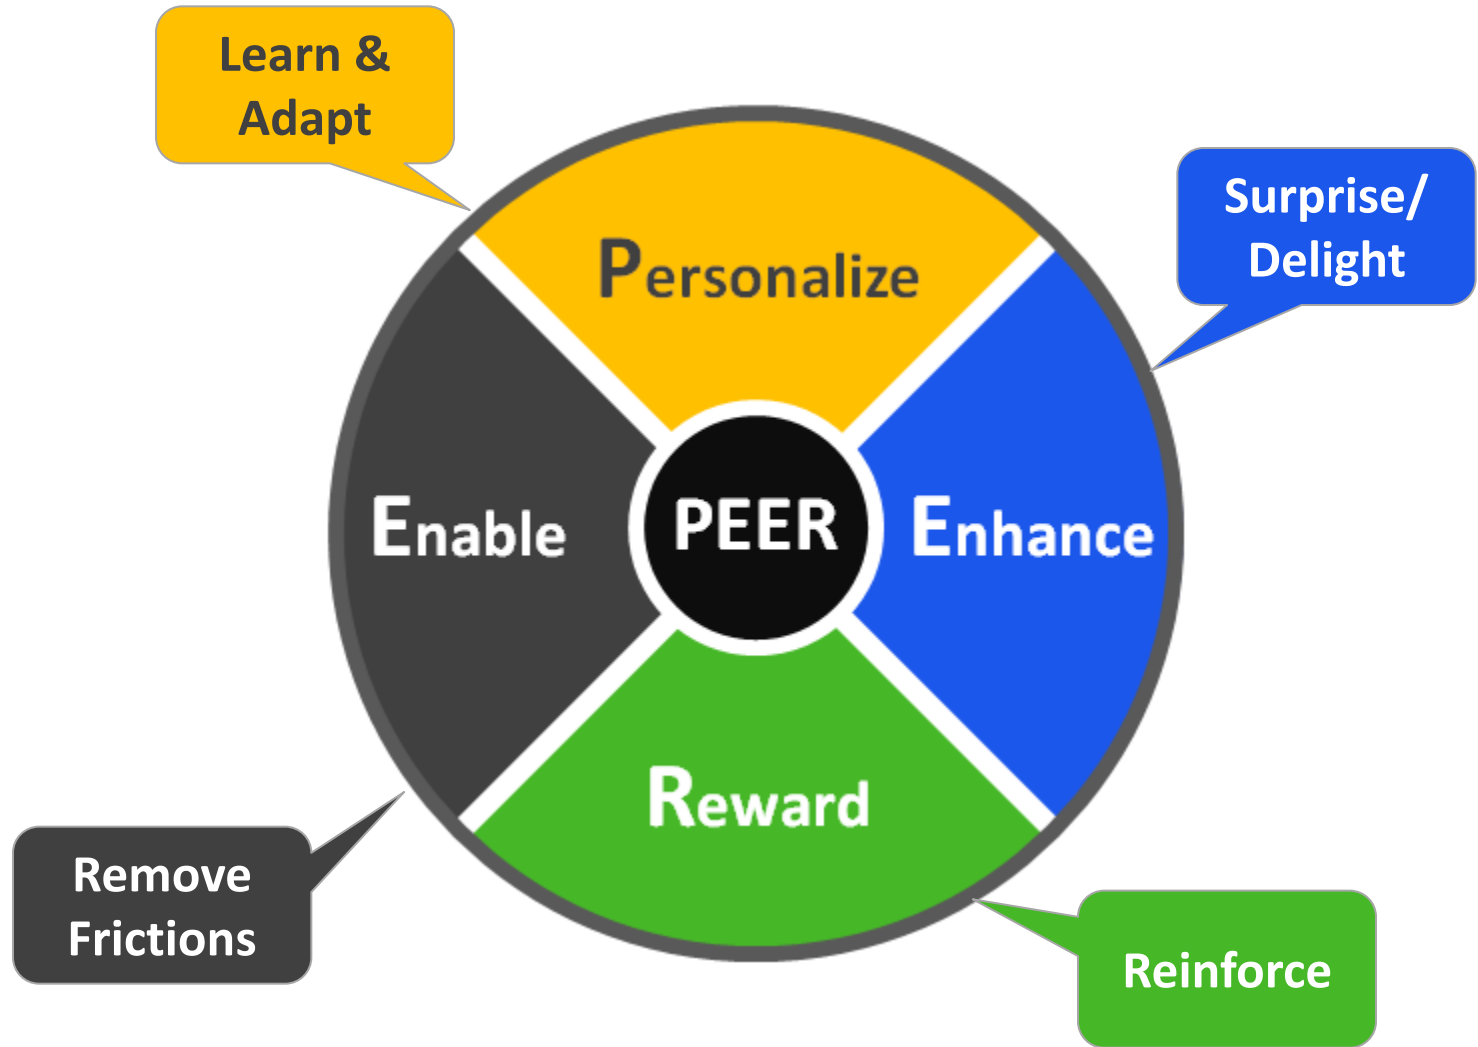 Learn &
Adapt
Surprise/
Delight
Personalize
Enable
PEER
Enhance
Reward
Remove
Frictions
Reinforce